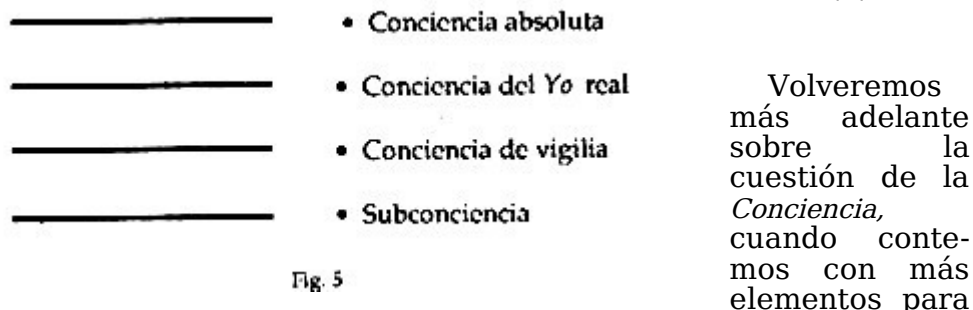 • Conciencia absoluta
• Conciencia del Yo real
• Conciencia de vigilia
• Subconciencia
Fig. 5
Volveremos
más adelante
sobre la
cuestión de la
Conciencia,
cuando conte-
mos con más
elementos para